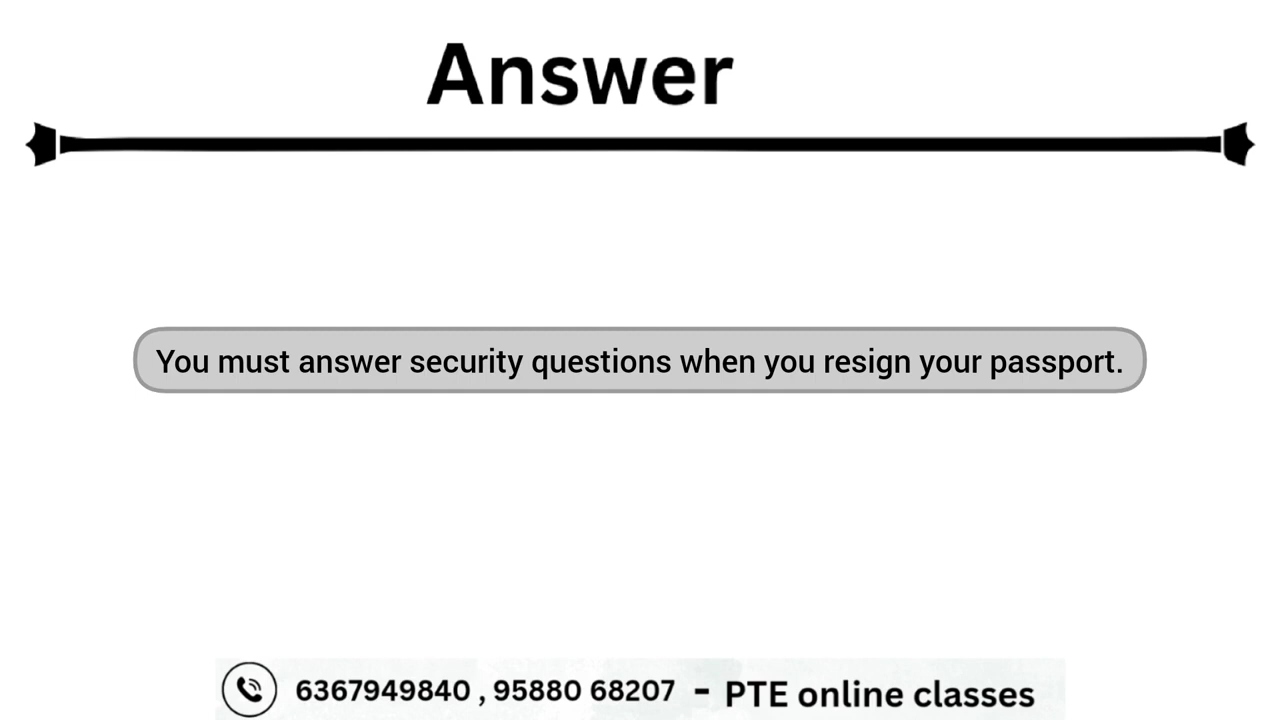 Answer
You must answer security questions when you resign your passport.
6367949840 , 95880 68207 - PTE online classes